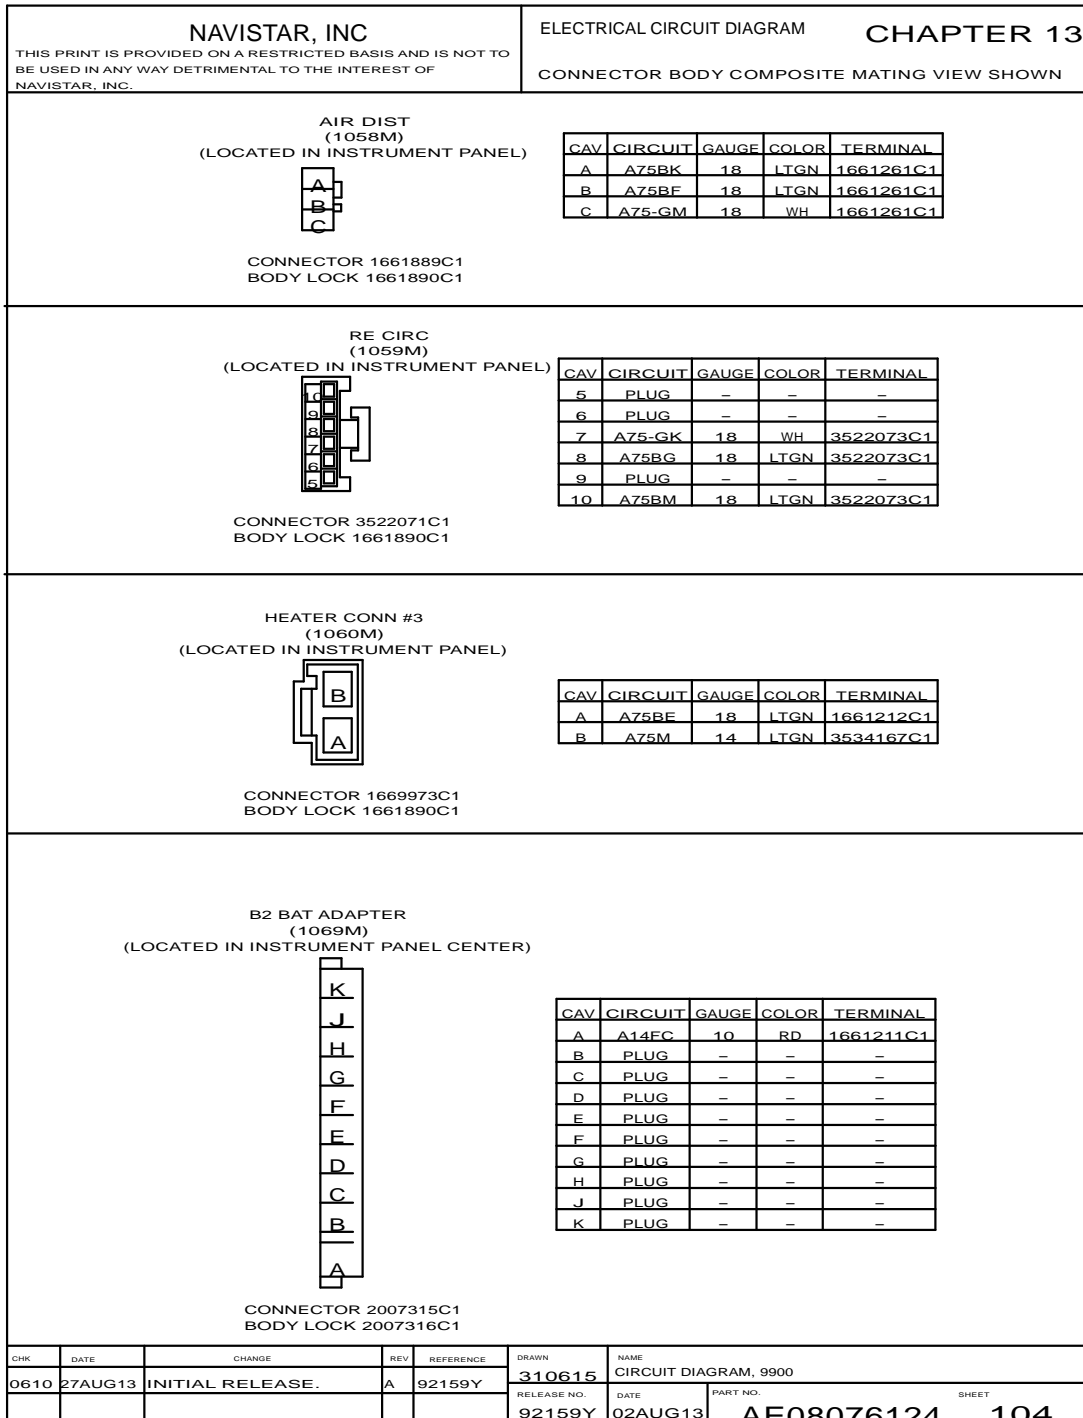 NAVISTAR, INC
THIS PRINT IS PROVIDED ON A RESTRICTED BASIS AND IS NOT TO
BE USED IN ANY WAY DETRIMENTAL TO THE INTEREST OF
NAVISTAR, INC.
ELECTRICAL CIRCUIT DIAGRAM
CHAPTER 13
CONNECTOR BODY COMPOSITE MATING VIEW SHOWN
AIR DIST
(1058M)
(LOCATED IN INSTRUMENT PANEL)
A
B
C
CONNECTOR 1661889C1
BODY LOCK 1661890C1
CAV CIRCUIT GAUGE COLOR TERMINAL
A A75BK 18 LTGN 1661261C1
B A75BF 18 LTGN 1661261C1
C A75-GM 18 WH 1661261C1
RE CIRC
(1059M)
(LOCATED IN INSTRUMENT PANEL)
10
9
8
7
6
5
CONNECTOR 3522071C1
BODY LOCK 1661890C1
CAV CIRCUIT GAUGE COLOR TERMINAL
5 PLUG – – –
6 PLUG – – –
7 A75-GK 18 WH 3522073C1
8 A75BG 18 LTGN 3522073C1
9 PLUG – – –
10 A75BM 18 LTGN 3522073C1
HEATER CONN #3
(1060M)
(LOCATED IN INSTRUMENT PANEL)
B
A
CONNECTOR 1669973C1
BODY LOCK 1661890C1
CAV CIRCUIT GAUGE COLOR TERMINAL
A A75BE 18 LTGN 1661212C1
B A75M 14 LTGN 3534167C1
B2 BAT ADAPTER
(1069M)
(LOCATED IN INSTRUMENT PANEL CENTER)
K
J
H
G
F
E
D
C
B
A
CONNECTOR 2007315C1
BODY LOCK 2007316C1
CAV CIRCUIT GAUGE COLOR TERMINAL
A A14FC 10 RD 1661211C1
B PLUG – – –
C PLUG – – –
D PLUG – – –
E PLUG – – –
F PLUG – – –
G PLUG – – –
H PLUG – – –
J PLUG – – –
K PLUG – – –
CHK DATE CHANGE REV REFERENCE
0610 27AUG13 INITIAL RELEASE. A 92159Y
DRAWN
310615
NAME
CIRCUIT DIAGRAM, 9900
RELEASE NO.
92159Y
DATE
02AUG13
PART NO.
AE08076124
SHEET
104